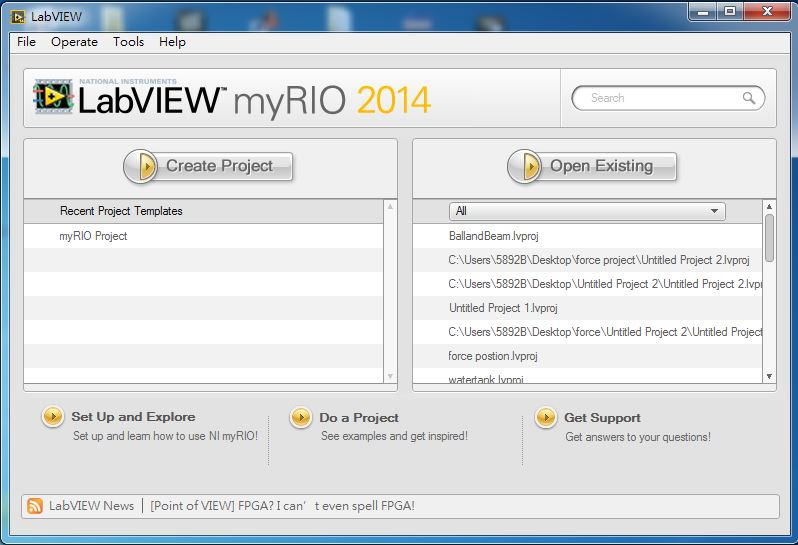 LabVIEW
File Operate Tools Help
NATIONAL INSTRUMENTS
LabVIEW™ myRIO 2014
Search
Create Project
Recent Project Templates
myRIO Project
Open Existing
All
BallandBeam.lvproj
C:\Users\5892B\Desktop\force project\Untitled Project 2.lvproj
C:\Users\5892B\Desktop\Untitled Project 2\Untitled Project 2.lvpr
Untitled Project 1.lvproj
C:\Users\5892B\Desktop\force\Untitled Project 2\Untitled Project
force postion.lvproj
watertank.lvproj
Set Up and Explore
Set up and learn how to use NI myRIO!
Do a Project
See examples and get inspired!
Get Support
Get answers to your questions!
LabVIEW News | [Point of VIEW] FPGA? I can’t even spell FPGA!